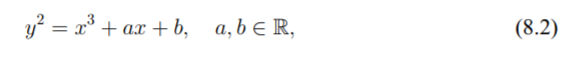 y² = x³ + ax + b, a, b ∈ ℝ, (8.2)